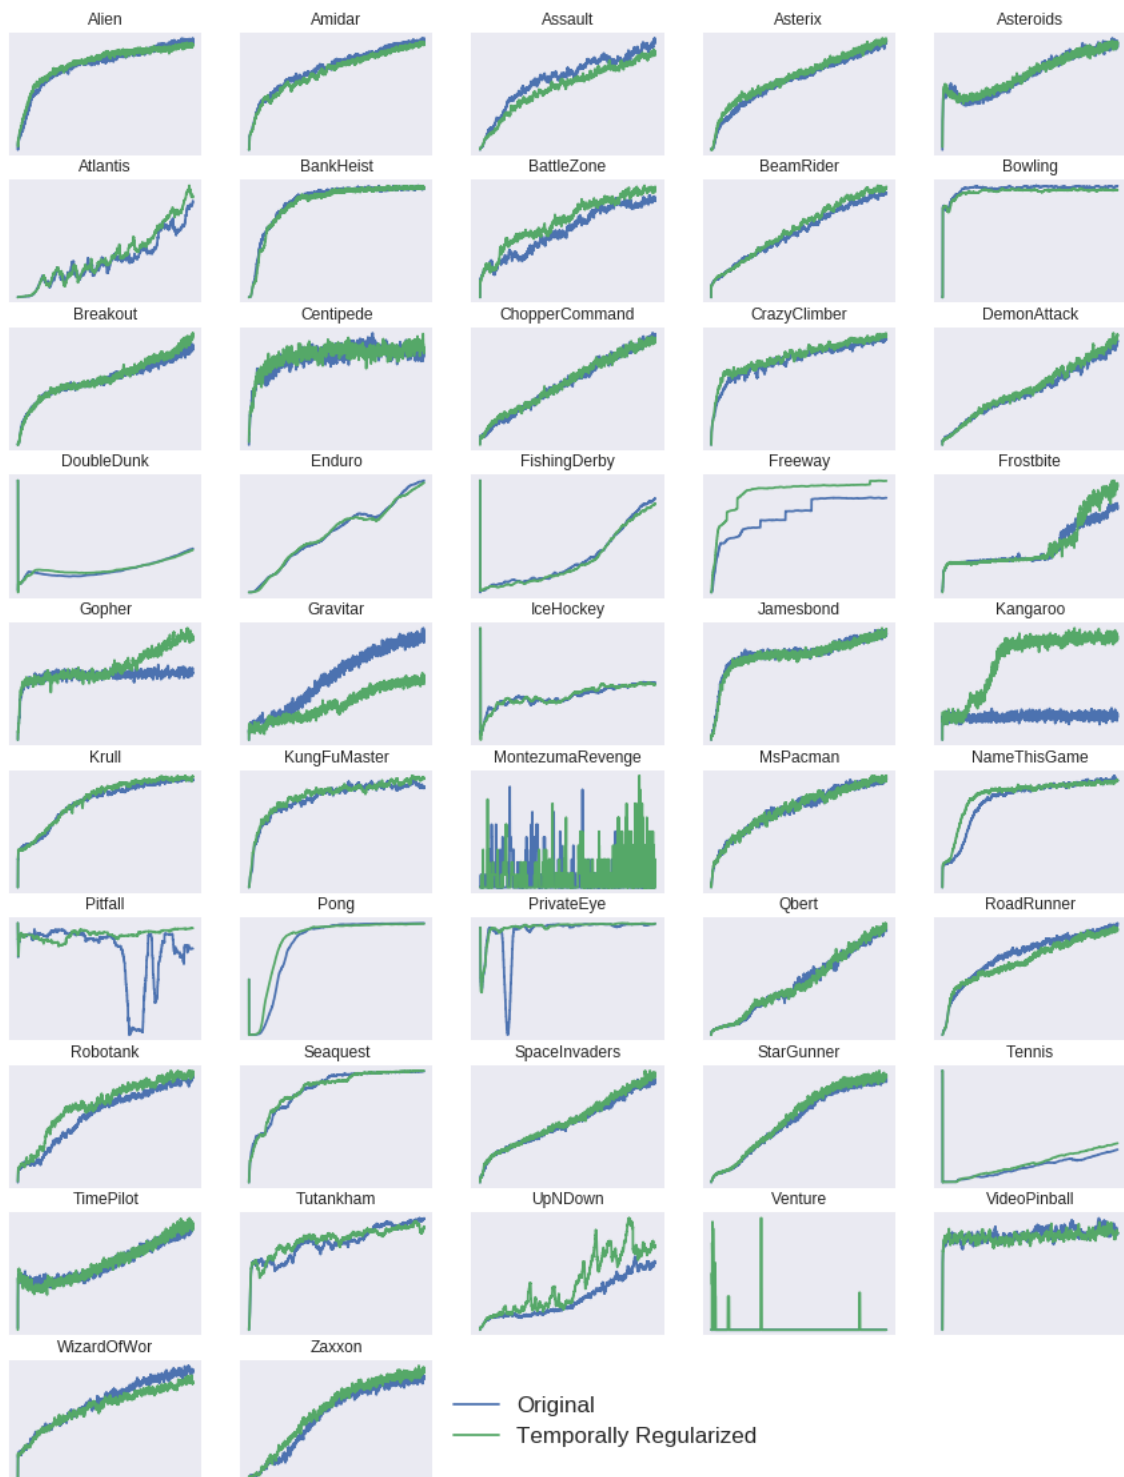 Alien Amidar Assault Asterix Asteroids
Atlantis BankHeist BattleZone BeamRider Bowling
Breakout Centipede ChopperCommand CrazyClimber DemonAttack
DoubleDunk Enduro FishingDerby Freeway Frostbite
Gopher Gravitar IceHockey Jamesbond Kangaroo
Krull KungFuMaster MontezumaRevenge MsPacman NameThisGame
Pitfall Pong PrivateEye Qbert RoadRunner
Robotank Seaquest SpaceInvaders StarGunner Tennis
TimePilot Tutankham UpNDown Venture VideoPinball
WizardOfWor Zaxxon
Original
Temporally Regularized